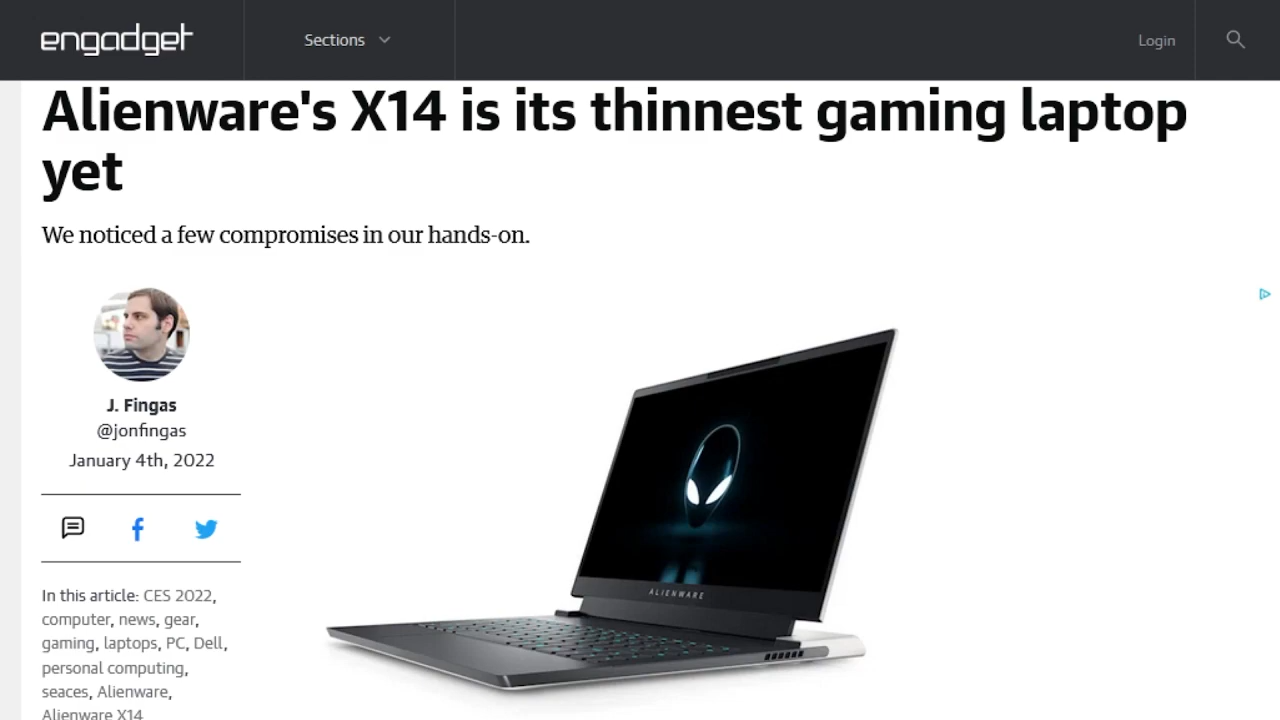 engadget
Sections
Login
Alienware's X14 is its thinnest gaming laptop
yet
We noticed a few compromises in our hands-on.
J. Fingas
@jonfingas
January 4th, 2022
In this article: CES 2022,
computer, news, gear,
gaming, laptops, PC, Dell,
personal computing,
seaces, Alienware,
Alienware X14
ALIENWARE